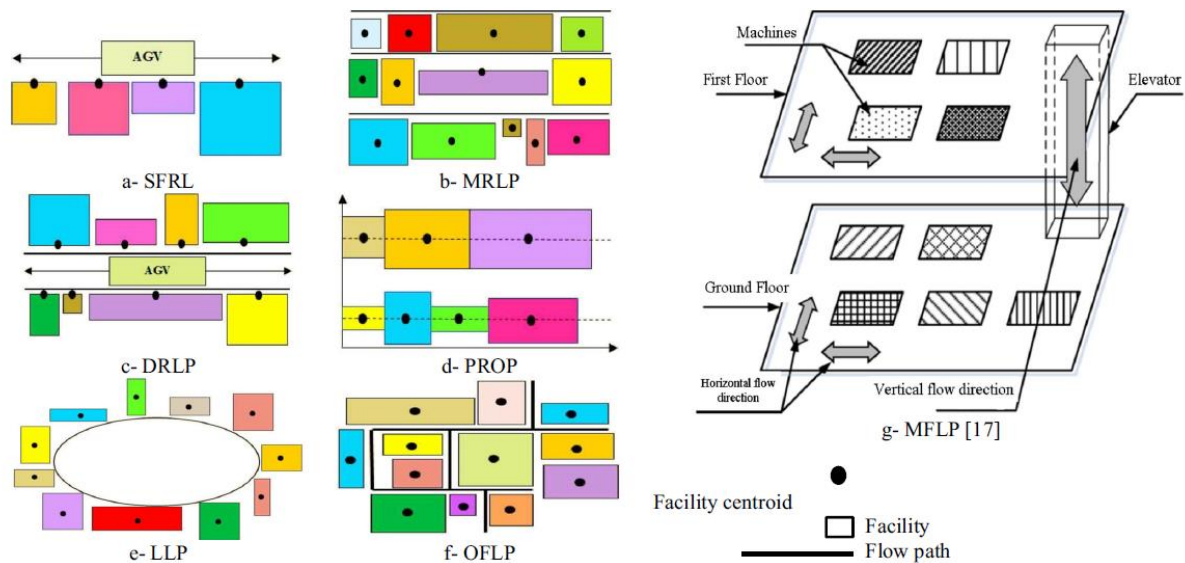 AGV
a- SFRL
b- MRLP
AGV
c- DRLP
d- PROP
e- LLP
f- OFLP
Machines
First Floor
Elevator
Ground Floor
Horizontal flow
direction
Vertical flow direction
g- MFLP [17]
Facility centroid
Facility
Flow path